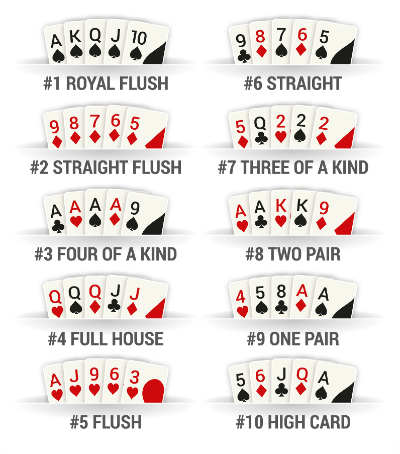 A K Q J 10
#1 ROYAL FLUSH
9 8 7 6 5
#2 STRAIGHT FLUSH
A A A A 9
#3 FOUR OF A KIND
Q Q Q J J
#4 FULL HOUSE
A J 9 6 3
#5 FLUSH
9 8 7 6 5
#6 STRAIGHT
5 Q 2 2 2
#7 THREE OF A KIND
A A K K 9
#8 TWO PAIR
4 5 8 A A
#9 ONE PAIR
5 6 J Q A
#10 HIGH CARD